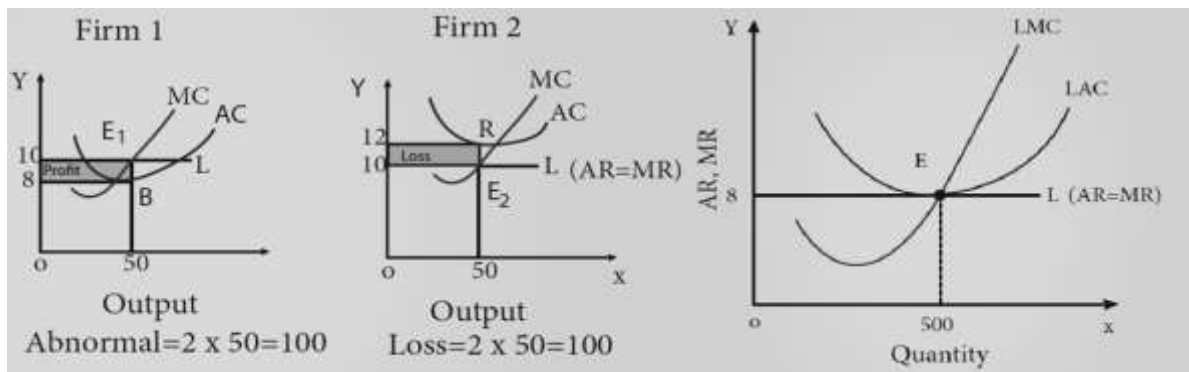 Firm 1
Y
MC
AC
E1
10
Profit
L
8
B
o
50
Output
Abnormal=2 x 50=100
Firm 2
Y
MC
AC
12
R
Loss
10
L (AR=MR)
E2
o
50
x
Output
Loss=2 x 50=100
Y
LMC
LAC
AR, MR
E
8
L (AR=MR)
o
500
x
Quantity